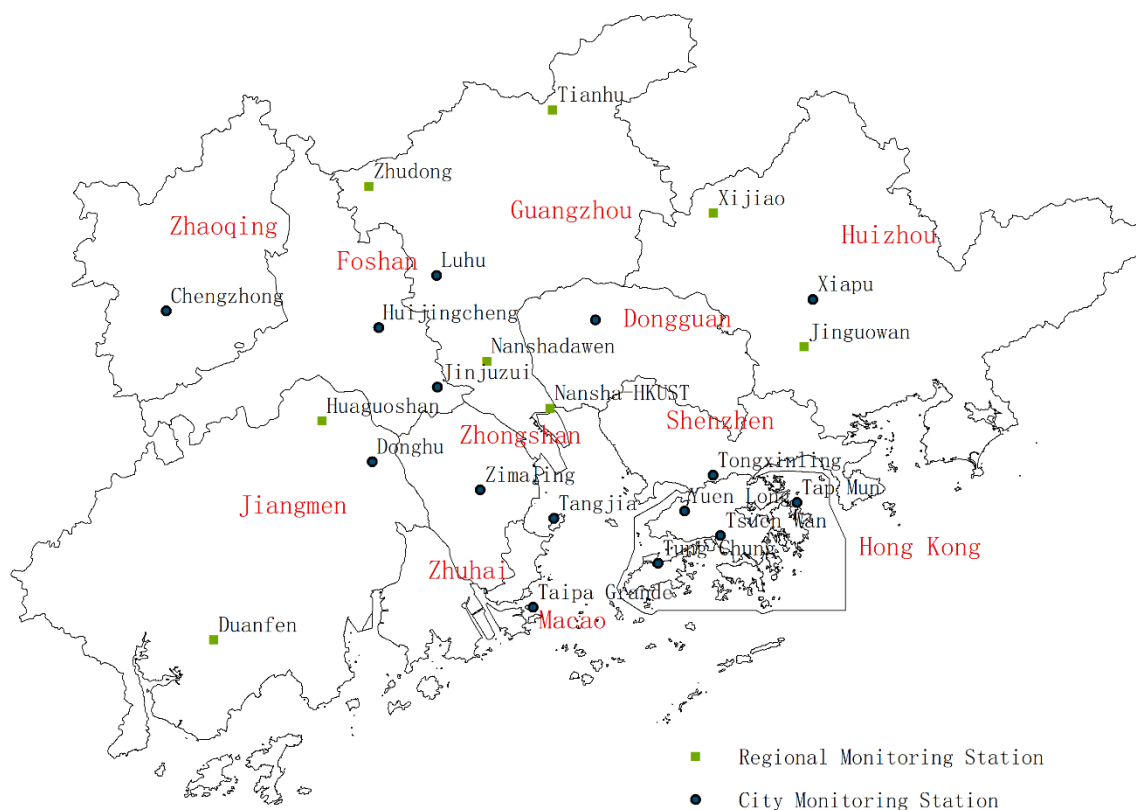 Tianhu
Zhudong
Xijiao
Guangzhou
Zhaoqing
Huizhou
Foshan
Luhu
Chengzhong
Xiapu
Huijingcheng
Dongguan
Jinguowan
Nanshadawen
Jinjuzui
Nansha-HKUST
Huaguoshan
Shenzhen
Zhongshan
Donghu
Tongxinling
ZimaLing
Tap Mun
Yuen Long
Jiangmen
Tangjia
Tsuen Wan
Hong Kong
Tung Chung
Zhuhai
Taipa Grande
Macao
Duanfen
Regional Monitoring Station
City Monitoring Station